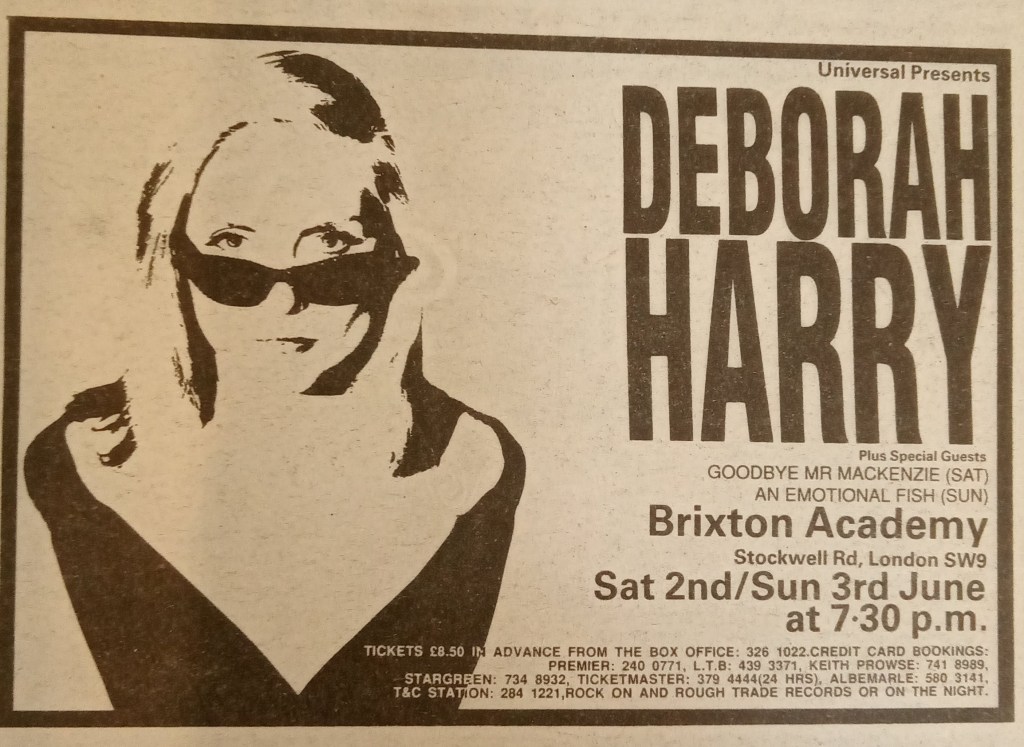 Universal Presents
DEBORAH
HARRY
Plus Special Guests
GOODBYE MR MACKENZIE (SAT)
AN EMOTIONAL FISH (SUN)
Brixton Academy
Stockwell Rd, London SW9
Sat 2nd/Sun 3rd June
at 7·30 p.m.
TICKETS £8.50 IN ADVANCE FROM THE BOX OFFICE: 326 1022.CREDIT CARD BOOKINGS:
PREMIER: 240 0771, L.T.B: 439 3371, KEITH PROWSE: 741 8989,
STARGREEN: 734 8932, TICKETMASTER: 379 4444(24 HRS), ALBEMARLE: 580 3141,
T&C STATION: 284 1221,ROCK ON AND ROUGH TRADE RECORDS OR ON THE NIGHT.